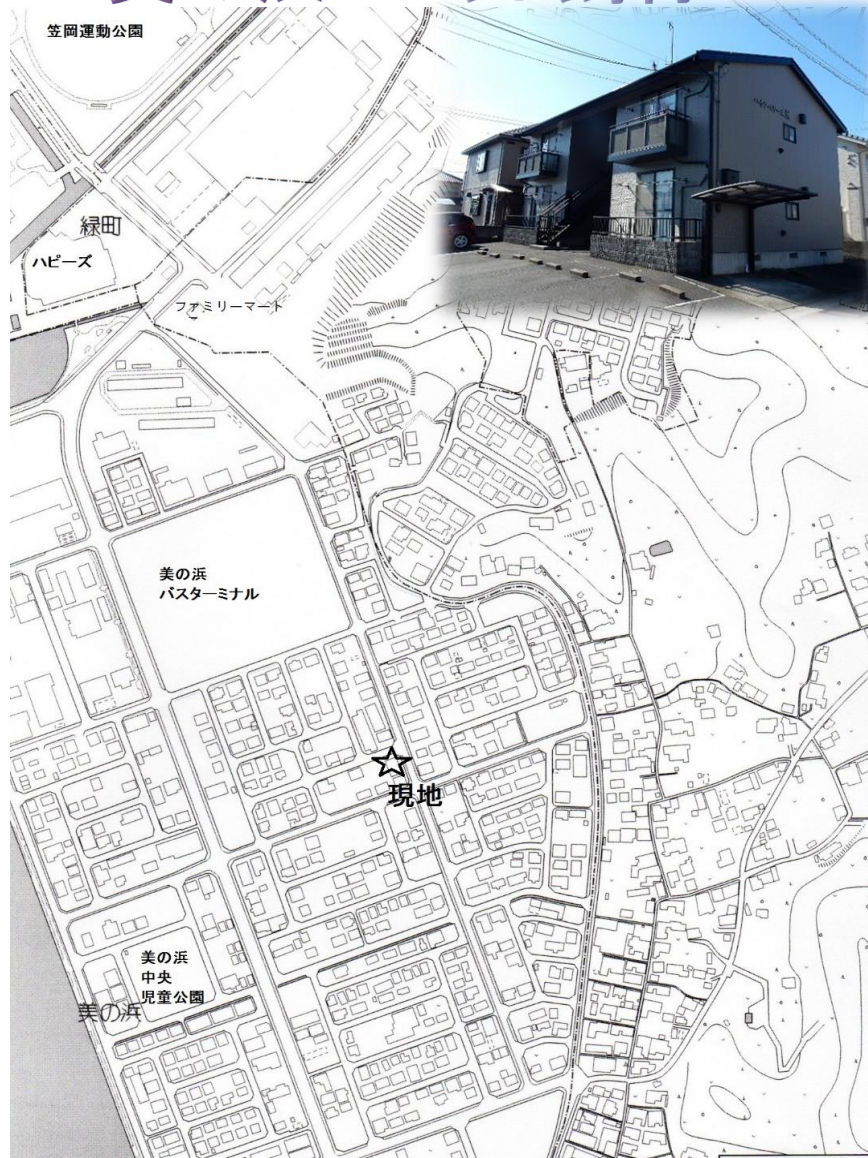 笠岡運動公園
緑町
ハピーズ
ファミリーマート
美の浜
バスターミナル
現地
美の浜
中央
児童公園
美の浜